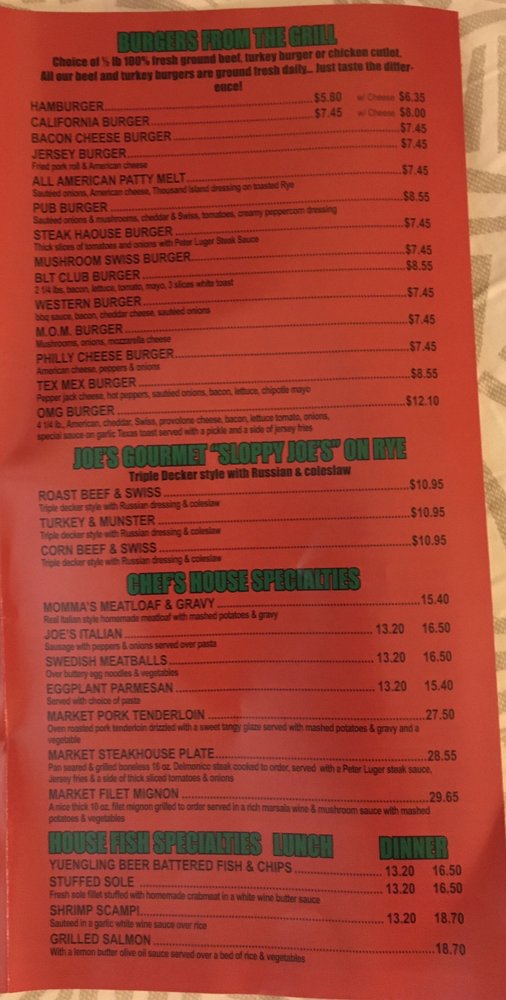 BURGERS FROM THE GRILL
Choice of ½ lb 100% fresh ground beef, turkey burger or chicken cutlet.
All our beef and turkey burgers are ground fresh daily... Just taste the differ-
ence!
HAMBURGER $5.80 w/ Cheese $6.35
CALIFORNIA BURGER $7.45 w/ Cheese $8.00
BACON CHEESE BURGER $7.45
JERSEY BURGER $7.45
Fried pork roll & American cheese
ALL AMERICAN PATTY MELT $7.45
Sautéed onions, American cheese, Thousand Island dressing on toasted Rye
PUB BURGER $8.55
Sautéed onions & mushrooms, cheddar & Swiss, tomatoes, creamy peppercorn dressing
STEAK HAOUSE BURGER $7.45
Thick slices of tomatoes and onions with Peter Luger Steak Sauce
MUSHROOM SWISS BURGER $7.45
BLT CLUB BURGER $8.55
2 1/4 lbs, bacon, lettuce, tomato, mayo, 3 slices white toast
WESTERN BURGER $7.45
bbq sauce, bacon, cheddar cheese, sautéed onions
M.O.M. BURGER $7.45
Mushrooms, onions, mozzarella cheese
PHILLY CHEESE BURGER $7.45
American cheese, peppers & onions
TEX MEX BURGER $8.55
Pepper jack cheese, hot peppers, sautéed onions, bacon, lettuce, chipotle mayo
OMG BURGER $12.10
4 1/4 lb., American, cheddar, Swiss, provolone cheese, bacon, lettuce tomato, onions,
special sauce on garlic Texas toast served with a pickle and a side of jersey fries
JOE'S GOURMET "SLOPPY JOE'S" ON RYE
Triple Decker style with Russian & coleslaw
ROAST BEEF & SWISS $10.95
Triple decker style with Russian dressing & coleslaw
TURKEY & MUNSTER $10.95
Triple decker style with Russian dressing & coleslaw
CORN BEEF & SWISS $10.95
Triple decker style with Russian dressing & coleslaw
CHEF'S HOUSE SPECIALTIES
MOMMA'S MEATLOAF & GRAVY 15.40
Real Italian style homemade meatloaf with mashed potatoes & gravy
JOE'S ITALIAN 13.20 16.50
Sausage with peppers & onions served over pasta
SWEDISH MEATBALLS 13.20 16.50
Over buttery egg noodles & vegetables
EGGPLANT PARMESAN 13.20 15.40
Served with choice of pasta
MARKET PORK TENDERLOIN 27.50
Oven roasted pork tenderloin drizzled with a sweet tangy glaze served with mashed potatoes & gravy and a
vegetable
MARKET STEAKHOUSE PLATE 28.55
Pan seared & grilled boneless 16 oz. Delmonico steak cooked to order, served with a Peter Luger steak sauce,
Jersey fries & a side of thick sliced tomatoes & onions
MARKET FILET MIGNON 29.65
A nice thick 10 oz. filet mignon grilled to order served in a rich marsala wine & mushroom sauce with mashed
potatoes & vegetables
HOUSE FISH SPECIALTIES LUNCH DINNER
YUENGLING BEER BATTERED FISH & CHIPS 13.20 16.50
STUFFED SOLE 13.20 16.50
Fresh sole fillet stuffed with homemade crabmeat in a white wine butter sauce
SHRIMP SCAMPI 13.20 18.70
Sauteed in a garlic white wine sauce over rice
GRILLED SALMON 18.70
With a lemon butter olive oil sauce served over a bed of rice & vegetables